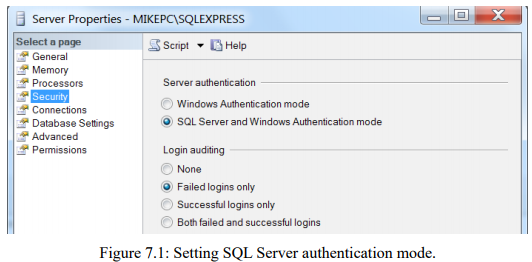 Server Properties - MIKEPC\SQLEXPRESS
Select a page
General
Memory
Processors
Security
Connections
Database Settings
Advanced
Permissions
Script Help
Server authentication
Windows Authentication mode
SQL Server and Windows Authentication mode
Login auditing
None
Failed logins only
Successful logins only
Both failed and successful logins
Figure 7.1: Setting SQL Server authentication mode.